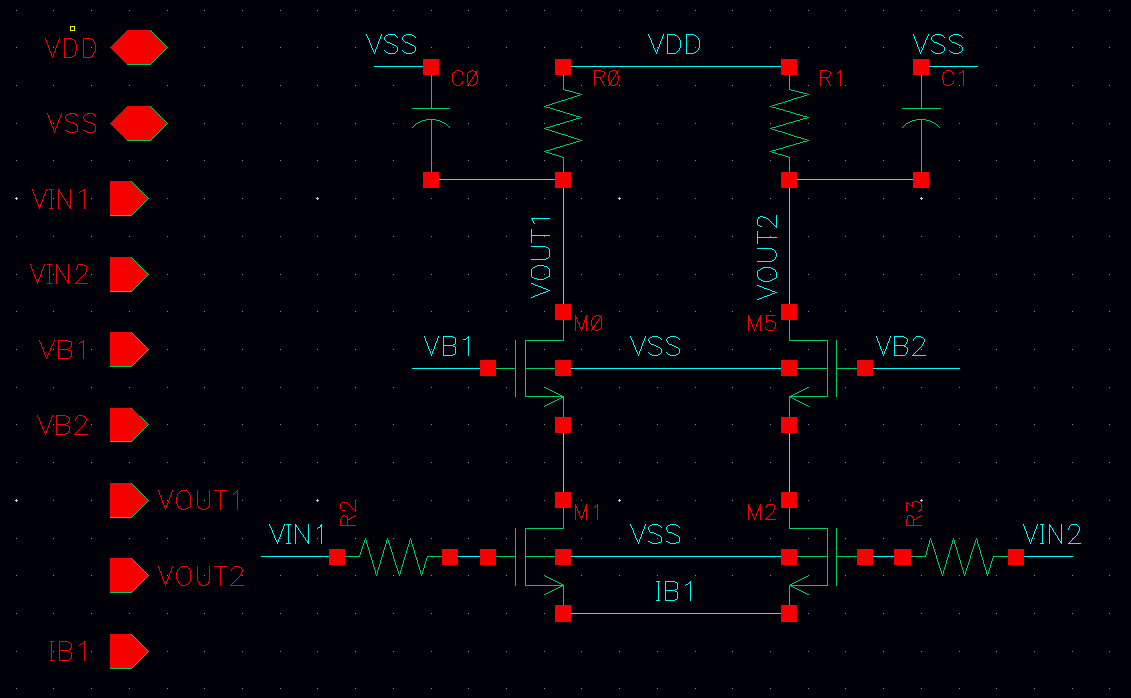 VDD
VSS
VIN1
VIN2
VB1
VB2
VOUT1
VOUT2
IB1
VSS
C0
VDD
R0
R1
VSS
C1
VOUT1
VOUT2
M0
M5
VB1
VSS
VB2
M1
M2
VIN1
R2
VSS
R3
VIN2
IB1